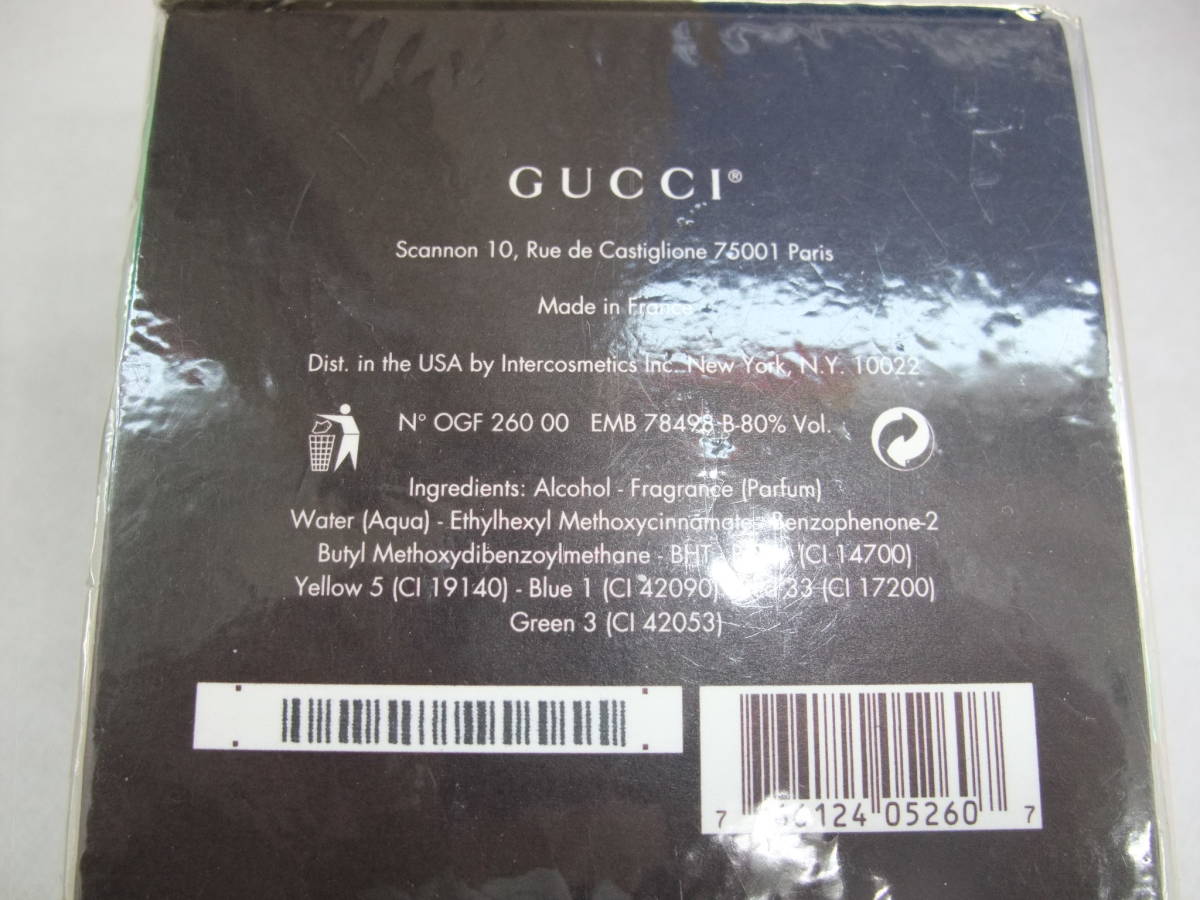 GUCCI®
Scannon 10, Rue de Castiglione 75001 Paris
Made in France
Dist. in the USA by Intercosmetics Inc. New York, N.Y. 10022
N° OGF 260 00 EMB 78498-B-80% Vol.
Ingredients: Alcohol - Fragrance (Parfum)
Water (Aqua) - Ethylhexyl Methoxycinnamate - Benzophenone-2
Butyl Methoxydibenzoylmethane - BHT - (CI 14700)
Yellow 5 (CI 19140) - Blue 1 (CI 42090) 33 (CI 17200)
Green 3 (CI 42053)
7 05260 7